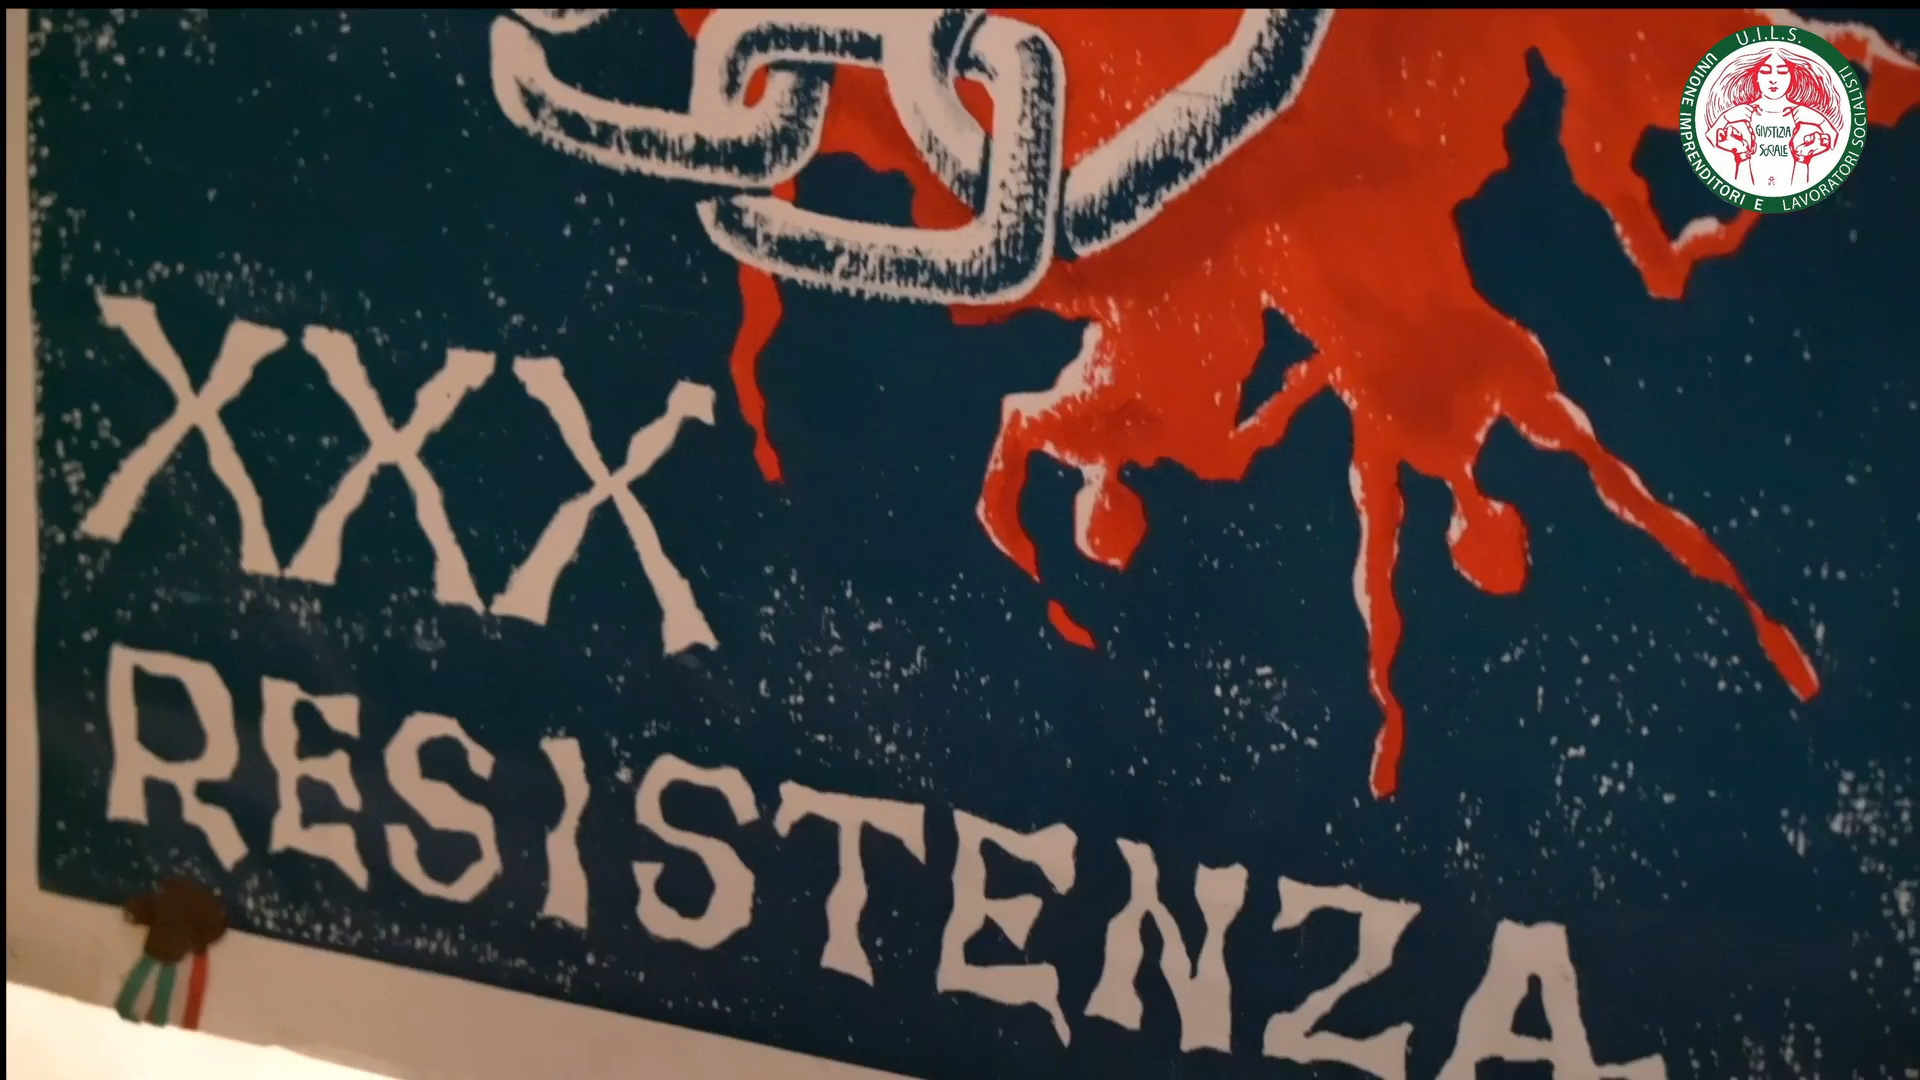 U.I.L.S.
UNIONE IMPRENDITORI E LAVORATORI SOCIALISTI
GIUSTIZIA
SOCIALE
XXX
RESISTENZA